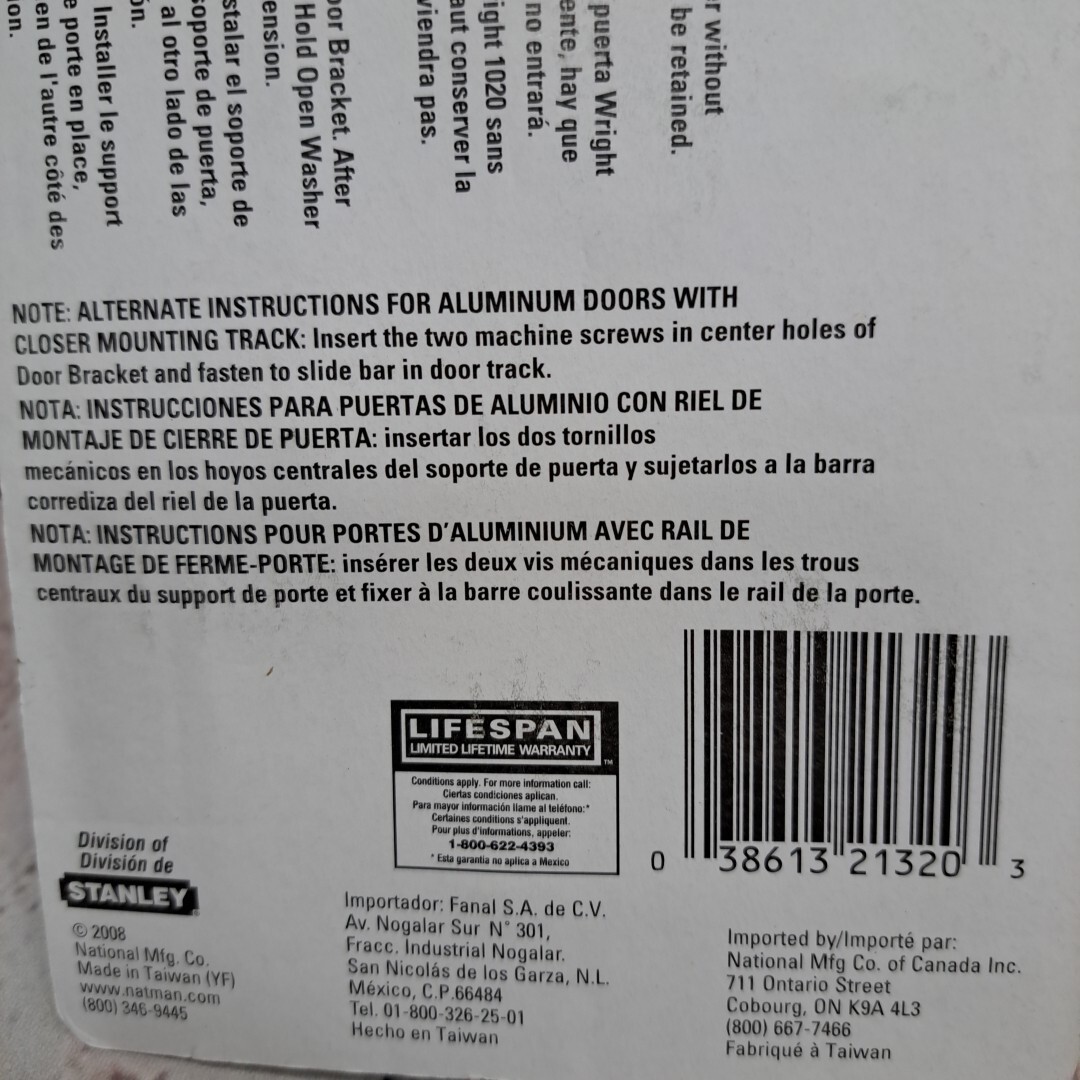 r without
be retained.
puerta Wright
ente, hay que
no entrará.
ight 1020 sans
aut conserver la
viendra pas.
or Bracket. After
Hold Open Washer
ension.
stalar el soporte de
soporte de puerta,
al otro lado de las
ón.
Installer le support
e porte en place,
en de l'autre côté des
ion.
NOTE: ALTERNATE INSTRUCTIONS FOR ALUMINUM DOORS WITH
CLOSER MOUNTING TRACK: Insert the two machine screws in center holes of
Door Bracket and fasten to slide bar in door track.
NOTA: INSTRUCCIONES PARA PUERTAS DE ALUMINIO CON RIEL DE
MONTAJE DE CIERRE DE PUERTA: insertar los dos tornillos
mecánicos en los hoyos centrales del soporte de puerta y sujetarlos a la barra
corrediza del riel de la puerta.
NOTA: INSTRUCTIONS POUR PORTES D'ALUMINIUM AVEC RAIL DE
MONTAGE DE FERME-PORTE: insérer les deux vis mécaniques dans les trous
centraux du support de porte et fixer à la barre coulissante dans le rail de la porte.
LIFESPAN
LIMITED LIFETIME WARRANTY
TM
Conditions apply. For more information call:
Ciertas condiciones aplican.
Para mayor información llame al teléfono:*
Certaines conditions s'appliquent.
Pour plus d'informations, appeler:
1-800-622-4393
* Esta garantia no aplica a Mexico
0 38613 21320 3
Division of
División de
STANLEY
© 2008
National Mfg. Co.
Made in Taiwan (YF)
www.natman.com
(800) 346-9445
Importador: Fanal S.A. de C.V.
Av. Nogalar Sur N° 301,
Fracc. Industrial Nogalar.
San Nicolás de los Garza, N.L.
México, C.P.66484
Tel. 01-800-326-25-01
Hecho en Taiwan
Imported by/Importé par:
National Mfg Co. of Canada Inc.
711 Ontario Street
Cobourg, ON K9A 4L3
(800) 667-7466
Fabriqué à Taiwan